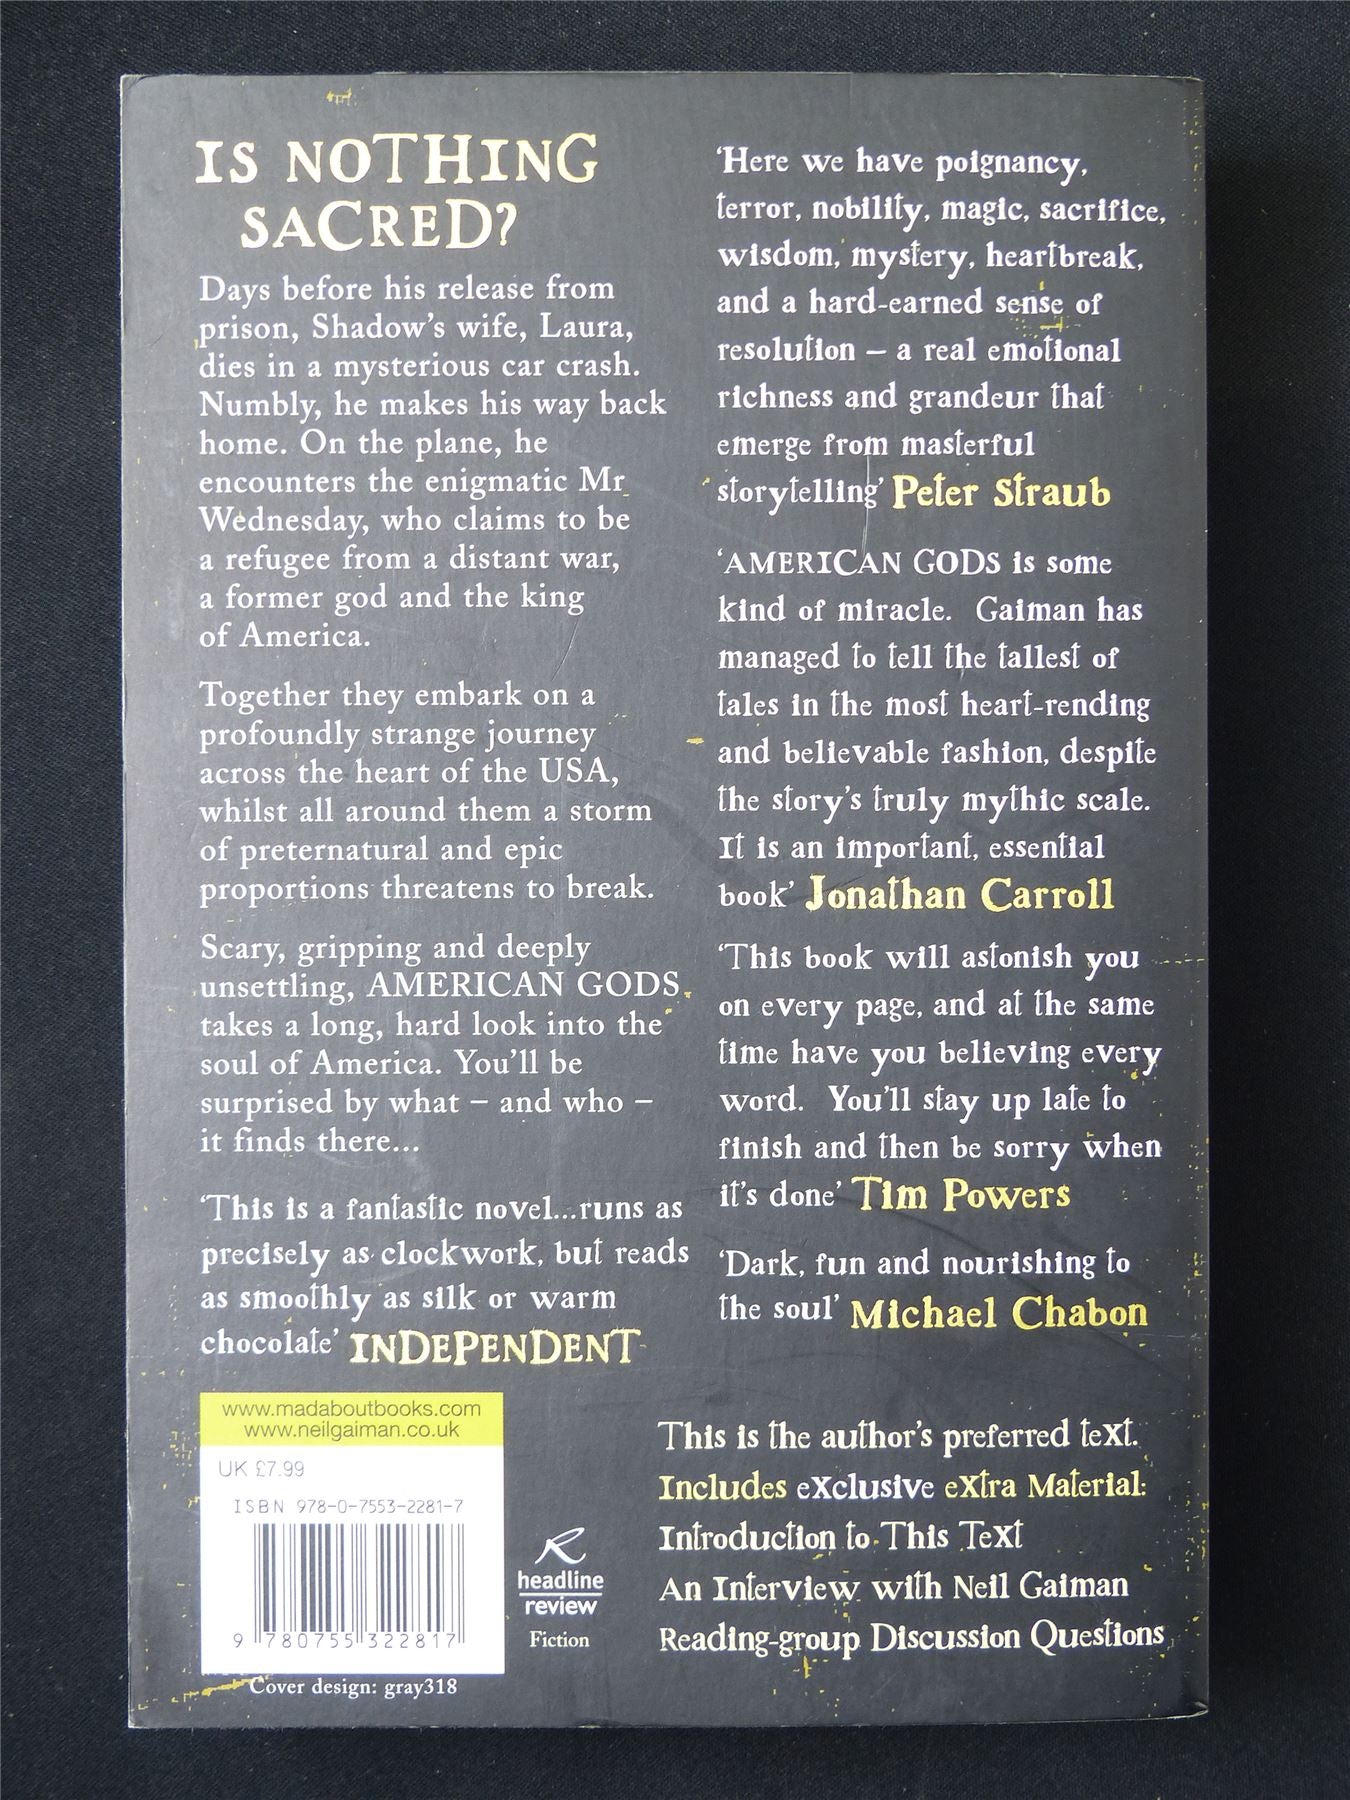 IS NOTHING
SACRED?
Days before his release from
prison, Shadow's wife, Laura,
dies in a mysterious car crash.
Numbly, he makes his way back
home. On the plane, he
encounters the enigmatic Mr
Wednesday, who claims to be
a refugee from a distant war,
a former god and the king
of America.
Together they embark on a
profoundly strange journey
across the heart of the USA,
whilst all around them a storm
of preternatural and epic
proportions threatens to break.
Scary, gripping and deeply
unsettling, AMERICAN GODS
takes a long, hard look into the
soul of America. You'll be
surprised by what – and who –
it finds there...
'This is a fantastic novel...runs as
precisely as clockwork, but reads
as smoothly as silk or warm
chocolate' INDEPENDENT
'Here we have poignancy,
terror, nobility, magic, sacrifice,
wisdom, mystery, heartbreak,
and a hard-earned sense of
resolution – a real emotional
richness and grandeur that
emerge from masterful
storytelling' Peter Straub
'AMERICAN GODS is some
kind of miracle. Gaiman has
managed to tell the tallest of
tales in the most heart-rending
and believable fashion, despite
the story's truly mythic scale.
It is an important, essential
book' Jonathan Carroll
'This book will astonish you
on every page, and at the same
time have you believing every
word. You'll stay up late to
finish and then be sorry when
it's done' Tim Powers
'Dark, fun and nourishing to
the soul' Michael Chabon
This is the author's preferred text.
Includes exclusive extra Material:
Introduction to This Text
An Interview with Neil Gaiman
Reading-group Discussion Questions
www.madaboutbooks.com
www.neilgaiman.co.uk
UK £7.99
ISBN 978-0-7553-2281-7
9 780755 322817
Cover design: gray318
R
headline
review
Fiction